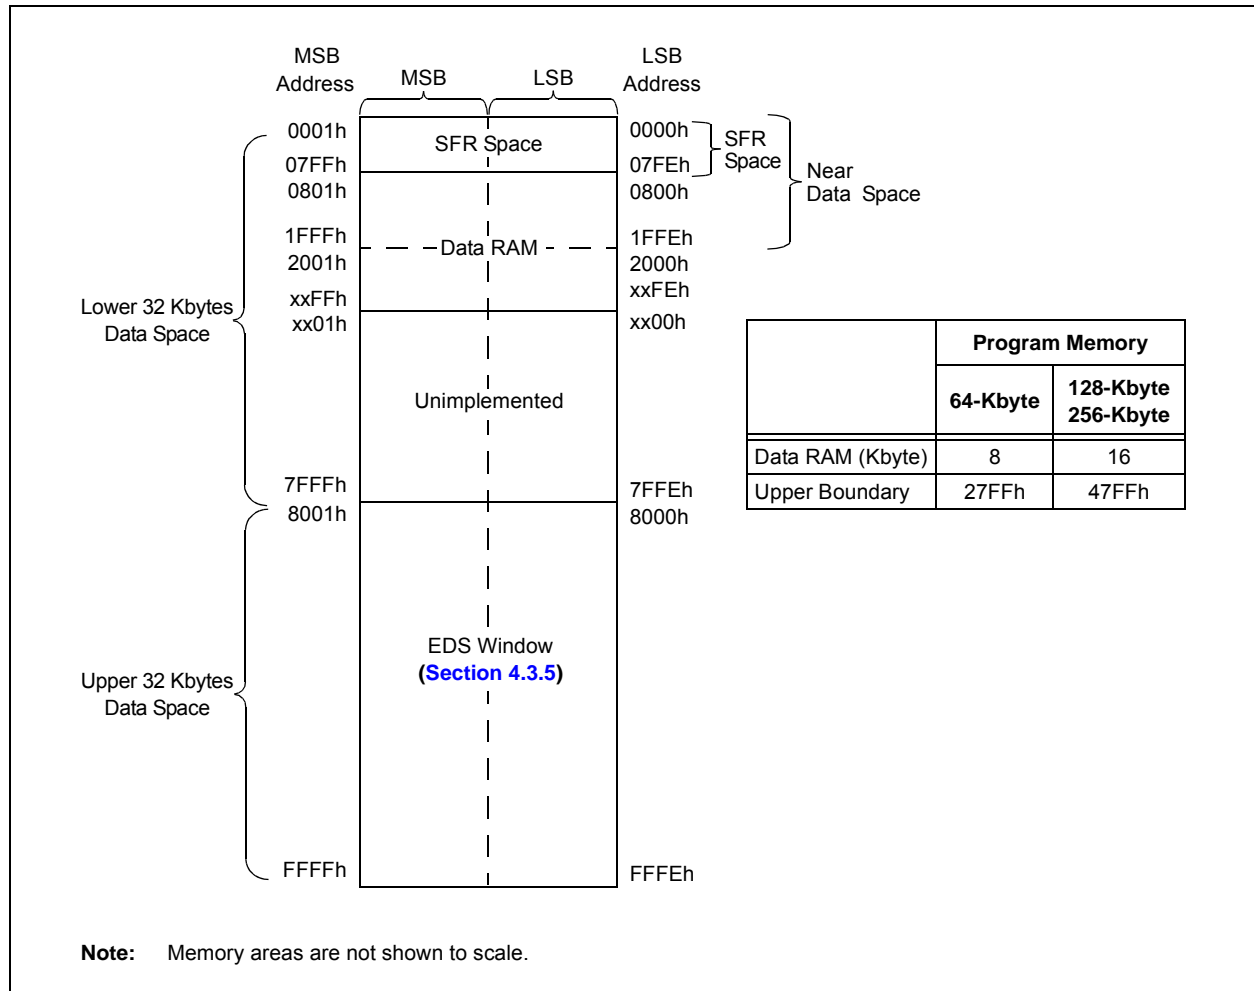 MSB Address
MSB
LSB
LSB Address
0001h
SFR Space
0000h
SFR Space
07FFh
07FEh
Near Data Space
0801h
0800h
1FFFh
Data RAM
1FFEh
2001h
2000h
xxFFh
xxFEh
xx01h
xx00h
Lower 32 Kbytes Data Space
Unimplemented
7FFFh
7FFEh
8001h
8000h
EDS Window
(Section 4.3.5)
Upper 32 Kbytes Data Space
FFFFh
FFFEh
Program Memory
64-Kbyte
128-Kbyte
256-Kbyte
Data RAM (Kbyte) 8 16
Upper Boundary 27FFh 47FFh
Note: Memory areas are not shown to scale.